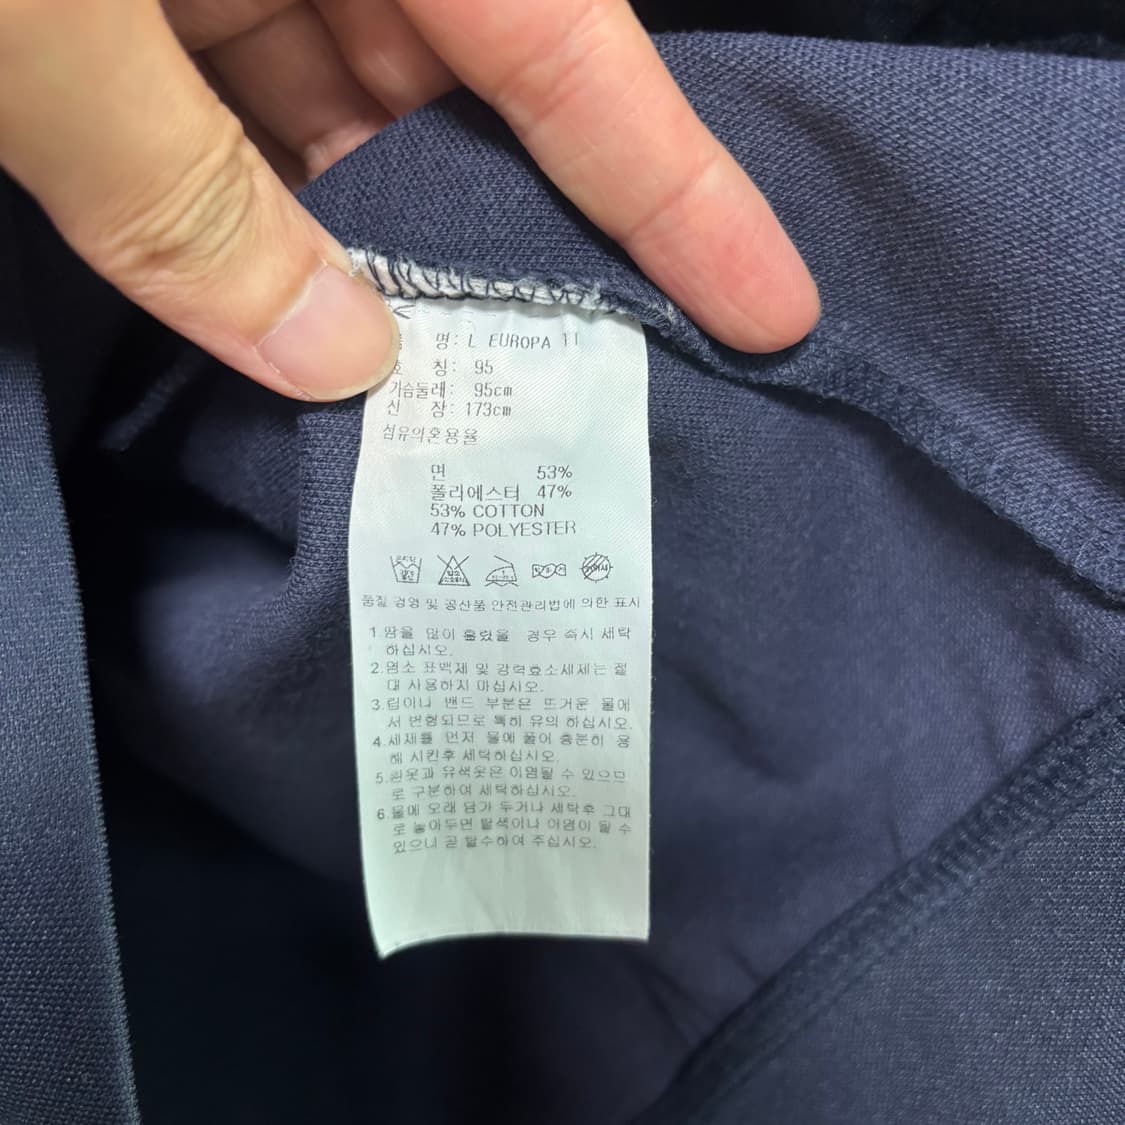 명: L EUROPA TT
호 칭: 95
가슴둘레: 95cm
신 장: 173cm
섬유의혼용율
면 53%
폴리에스터 47%
53% COTTON
47% POLYESTER
품질 경영 및 공산품 안전관리법에 의한 표시
1.땀을 많이 흘렸을 경우 즉시 세탁
하십시오.
2.염소 표백제 및 강력효소세제는 절
대 사용하지 마십시오.
3.립이나 밴드 부분은 뜨거운 물에
서 변형되므로 특히 유의 하십시오.
4.세제를 먼저 물에 풀어 충분히 용
해 시킨후 세탁하십시오.
5.흰옷과 유색옷은 이염될 수 있으므
로 구분하여 세탁하십시오.
6.물에 오래 담가 두거나 세탁후 그대
로 놓아두면 탈색이나 이염이 될 수
있으니 곧 탈수하여 주십시오.